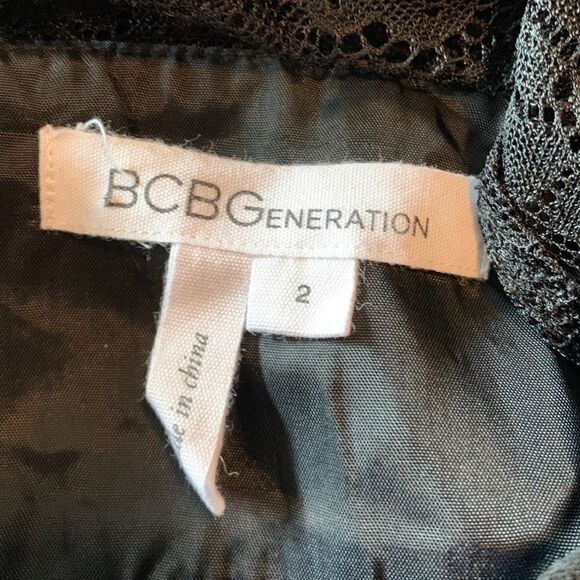 BCBGENERATION
2
in china